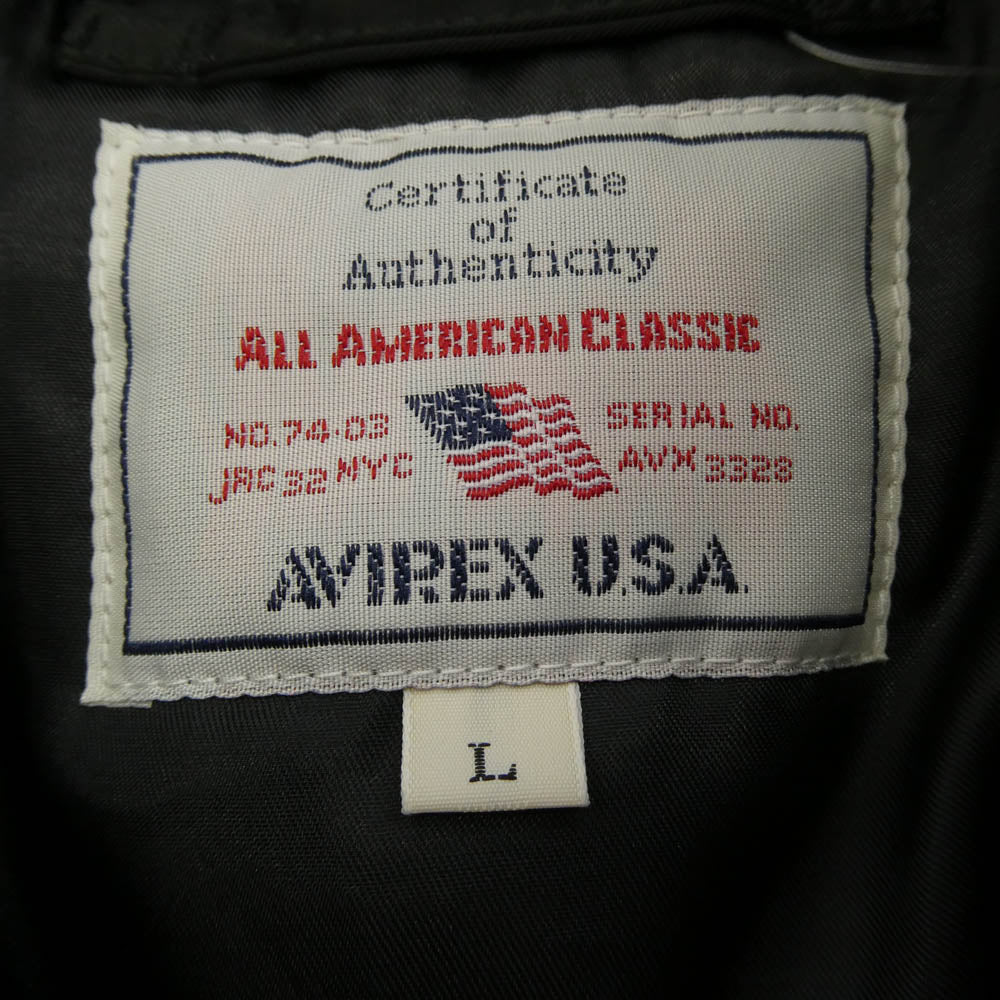 Certificate
of
Authenticity
ALL AMERICAN CLASSIC
NO.74-03
JRC 32 NYC
SERIAL NO.
AVX 3328
AVIREX U.S.A.
L